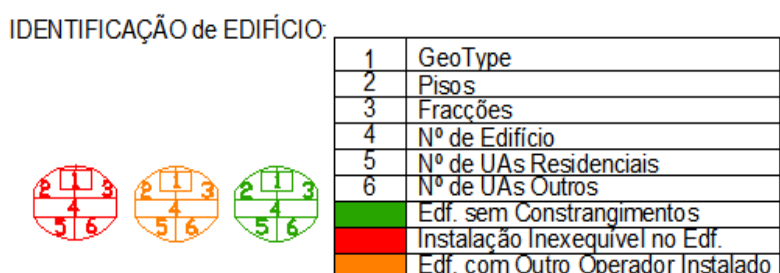 IDENTIFICAÇÃO de EDIFÍCIO:
1 GeoType
2 Pisos
3 Fracções
4 Nº de Edifício
5 Nº de UAs Residenciais
6 Nº de UAs Outros
Edf. sem Constrangimentos
Instalação Inexequível no Edf.
Edf. com Outro Operador Instalado
2 1 3
4
5 6
2 1 3
4
5 6
2 1 3
4
5 6